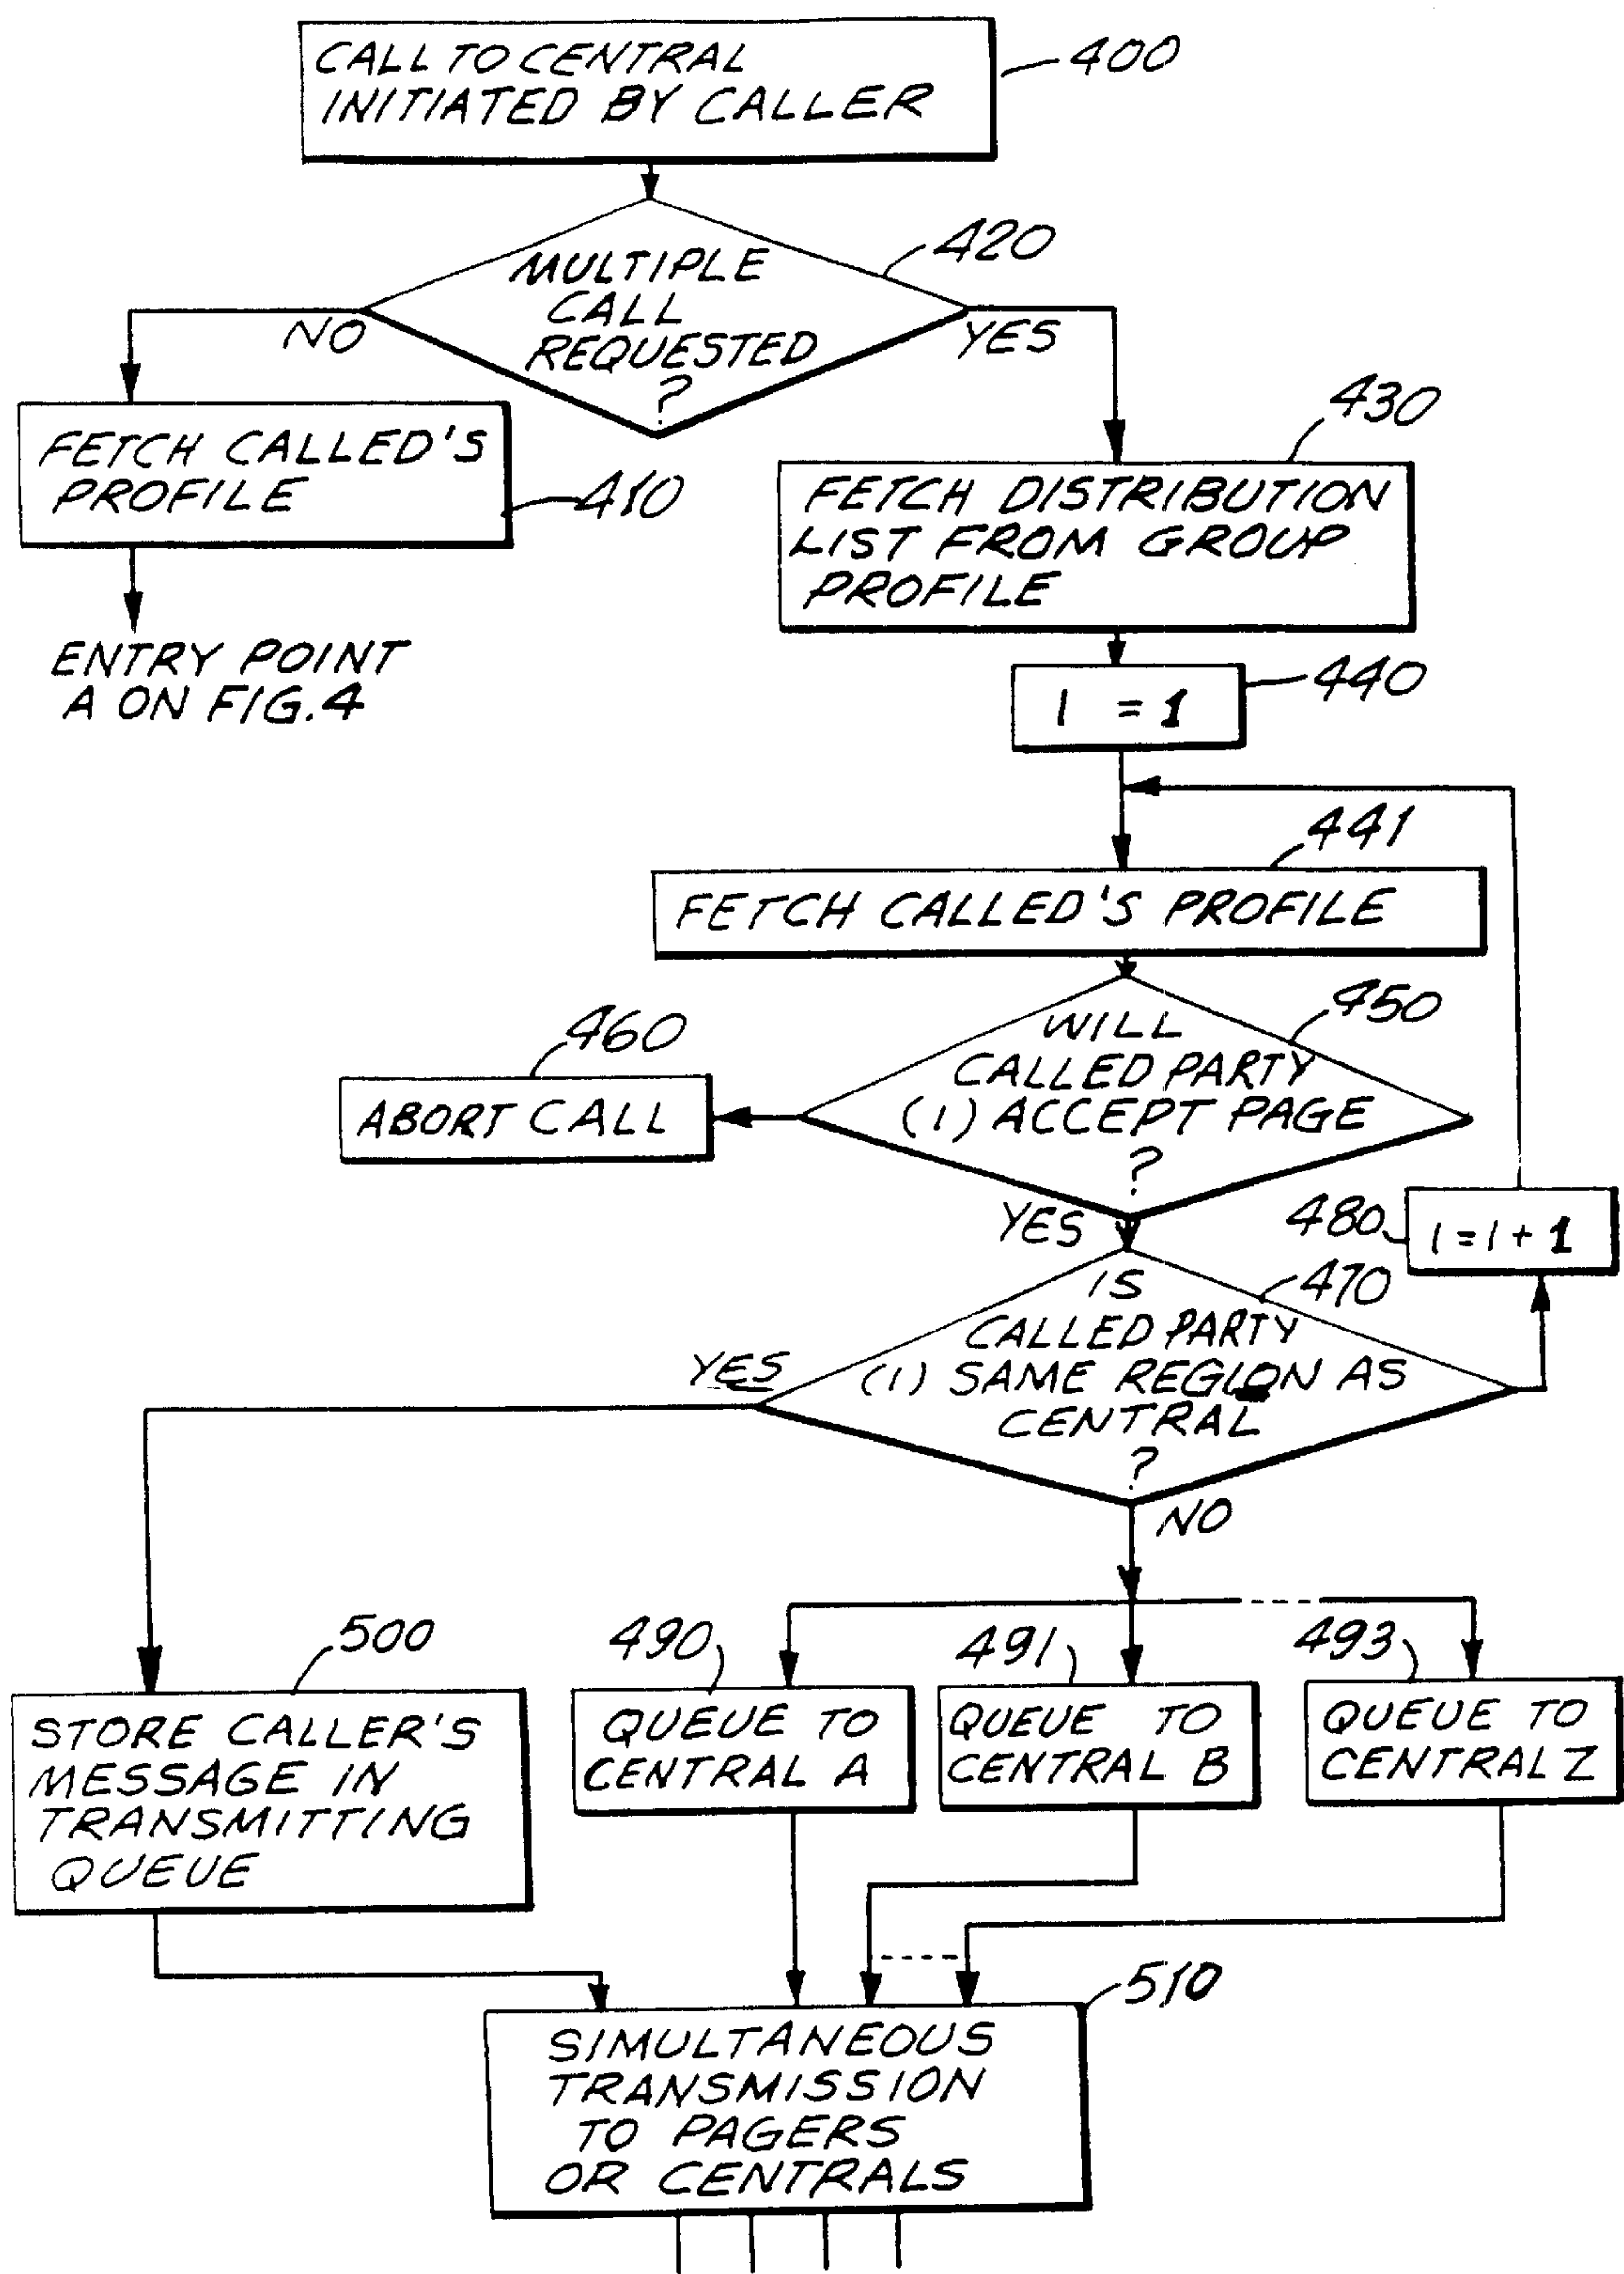 CALL TO CENTRAL
INITIATED BY CALLER
400
MULTIPLE
CALL
REQUESTED
?
420
NO
YES
FETCH CALLED'S
PROFILE
410
ENTRY POINT
A ON FIG.4
430
FETCH DISTRIBUTION
LIST FROM GROUP
PROFILE
I = 1
440
441
FETCH CALLED'S PROFILE
450
WILL
CALLED PARTY
(I) ACCEPT PAGE
?
460
ABORT CALL
YES
480
I = I + 1
470
IS
CALLED PARTY
(I) SAME REGION AS
CENTRAL
?
YES
NO
500
STORE CALLER'S
MESSAGE IN
TRANSMITTING
QUEUE
490
QUEUE TO
CENTRAL A
491
QUEUE TO
CENTRAL B
493
QUEUE TO
CENTRAL Z
510
SIMULTANEOUS
TRANSMISSION
TO PAGERS
OR CENTRALS